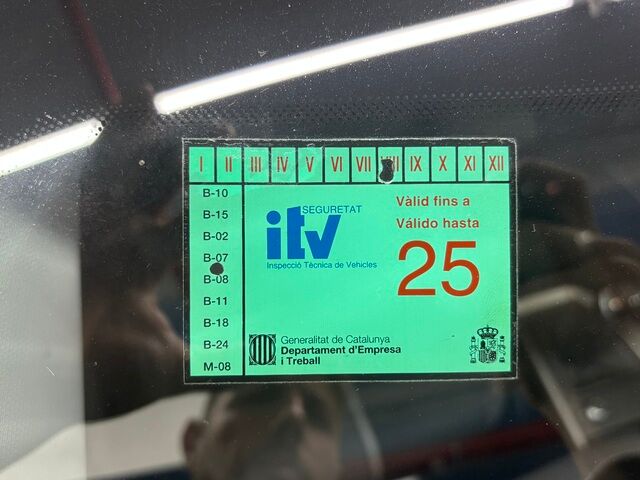 I II III IV V VI VII VIII IX X XI XII
B-10
B-15
B-02
B-07
B-08
B-11
B-18
B-24
M-08
SEGURETAT
itv
Inspecció Tècnica de Vehicles
Vàlid fins a
Válido hasta
25
Generalitat de Catalunya
Departament d'Empresa
i Treball